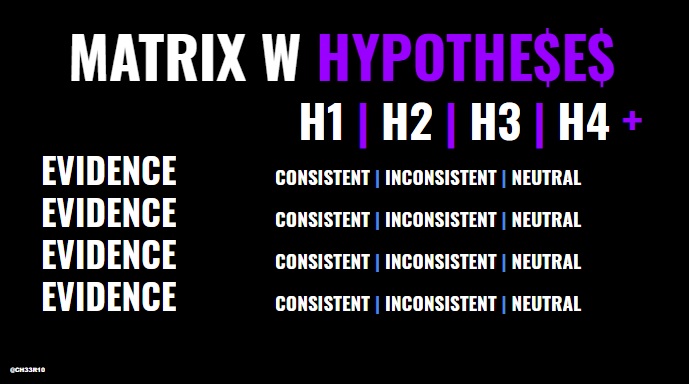 MATRIX W HYPOTHE$E$
H1 | H2 | H3 | H4 +
EVIDENCE CONSISTENT | INCONSISTENT | NEUTRAL
EVIDENCE CONSISTENT | INCONSISTENT | NEUTRAL
EVIDENCE CONSISTENT | INCONSISTENT | NEUTRAL
EVIDENCE CONSISTENT | INCONSISTENT | NEUTRAL
@CH33R10